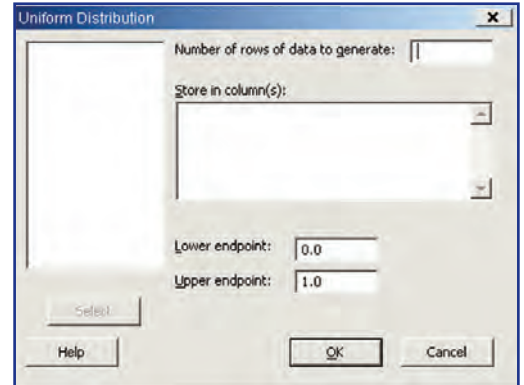 Uniform Distribution
Number of rows of data to generate:
Store in column(s):
Lower endpoint: 0.0
Upper endpoint: 1.0
Select
Help OK Cancel